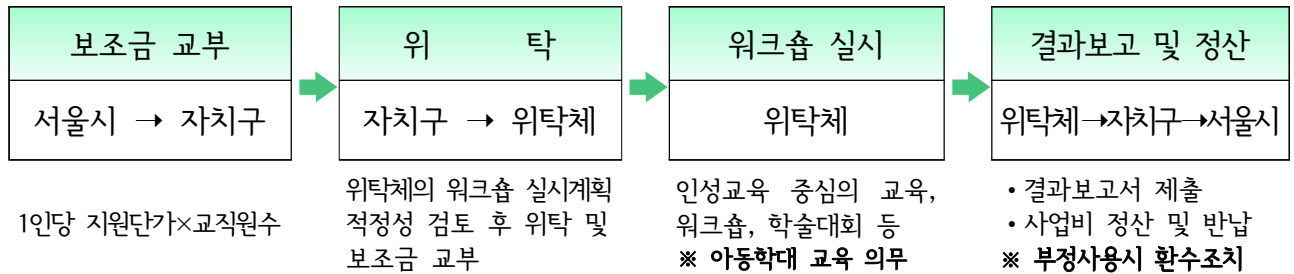 보조금 교부
서울시 → 자치구
1인당 지원단가×교직원수
위 탁
자치구 → 위탁체
위탁체의 워크숍 실시계획
적정성 검토 후 위탁 및
보조금 교부
워크숍 실시
위탁체
인성교육 중심의 교육,
워크숍, 학술대회 등
※ 아동학대 교육 의무
결과보고 및 정산
위탁체→자치구→서울시
• 결과보고서 제출
• 사업비 정산 및 반납
※ 부정사용시 환수조치